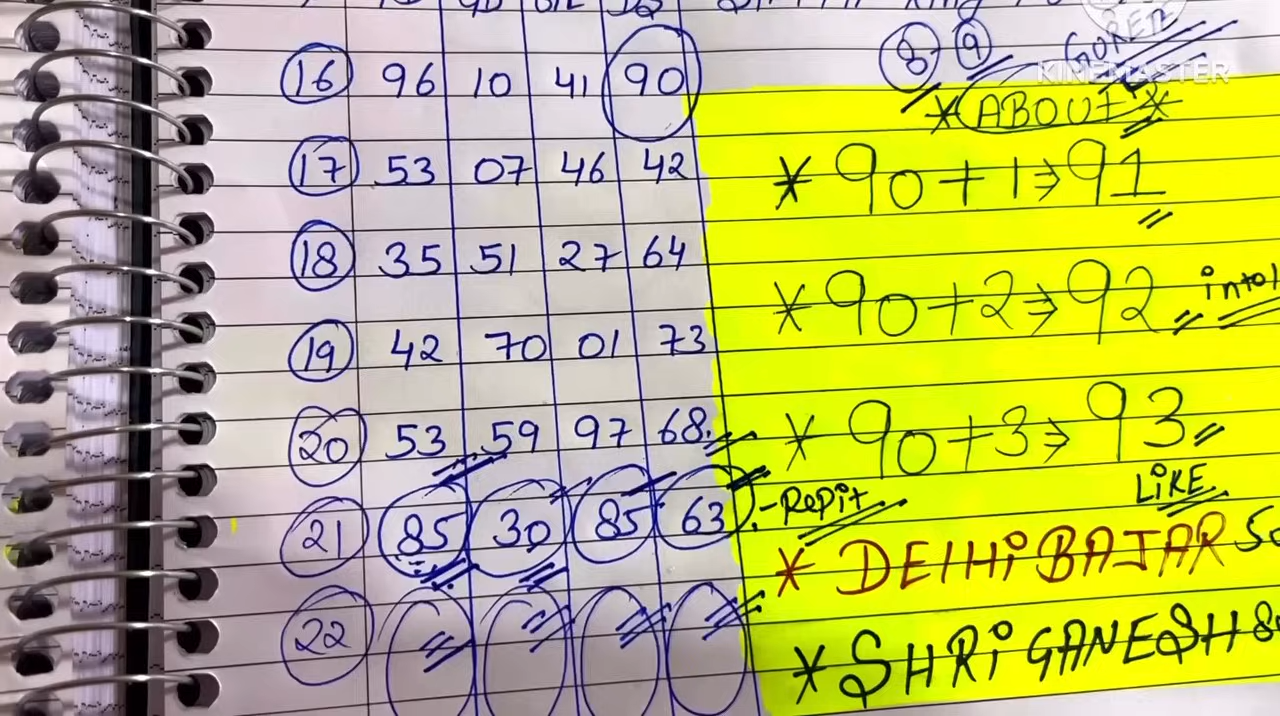 8-9
KINEMASTER
16 96 10 41 90
*ABOUT*
17 53 07 46 42
* 90+1⇒91
18 35 51 27 64
* 90+2⇒92
19 42 70 01 73
20 53 59 97 68.
* 90+3⇒93
LiKE
21 85 30 85 63 -Repit
* DElHi BAJAR
22
* SHRi GANESH